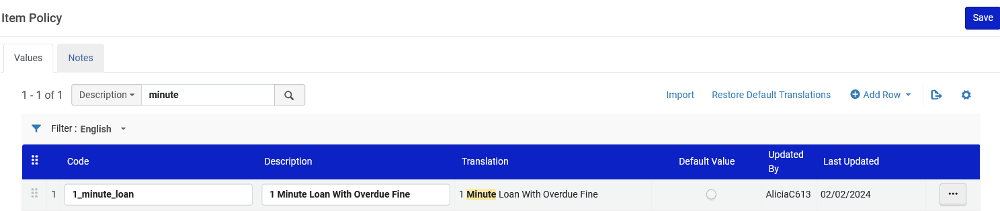 Item Policy
Save
Values
Notes
1 - 1 of 1
Description
minute
Import
Restore Default Translations
Add Row
Filter : English
Code
Description
Translation
Default Value
Updated By
Last Updated
1
1_minute_loan
1 Minute Loan With Overdue Fine
1 Minute Loan With Overdue Fine
AliciaC613
02/02/2024